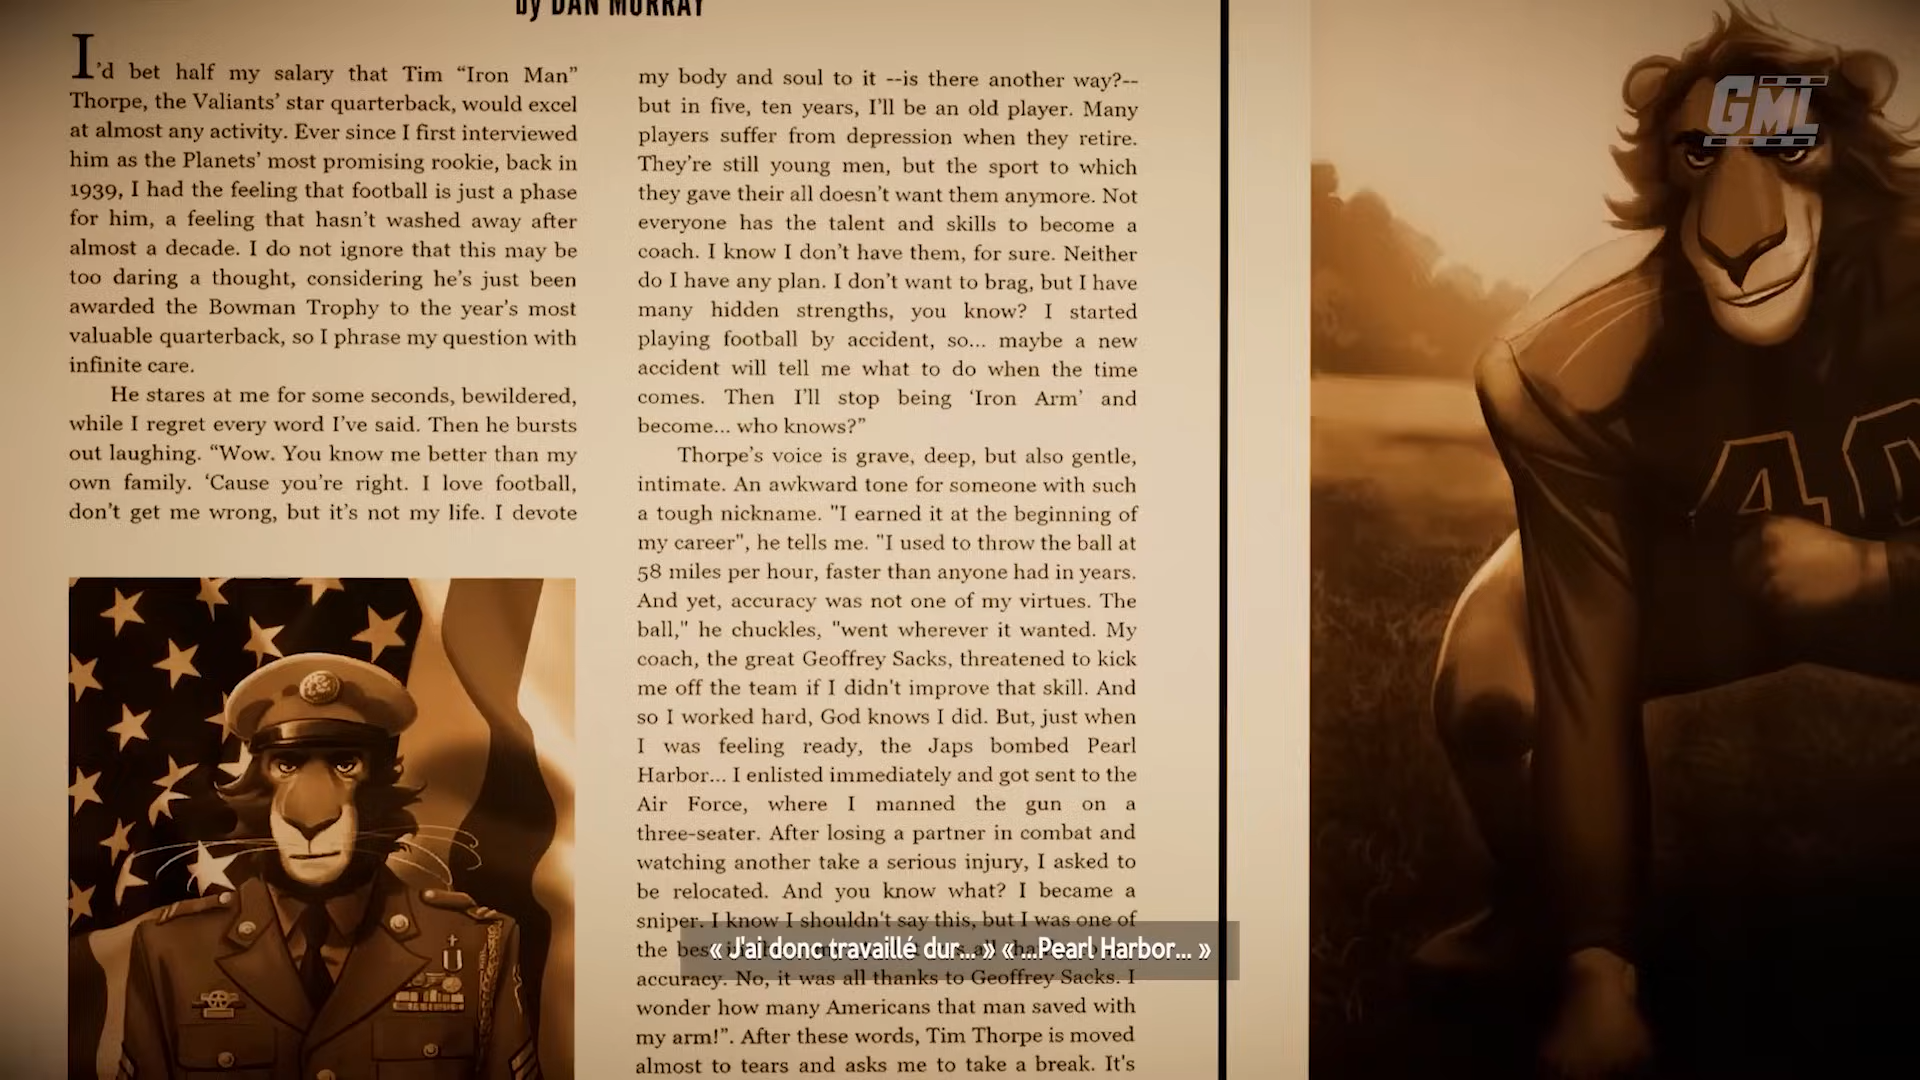 by DAN MURRAY
I'd bet half my salary that Tim “Iron Man”
Thorpe, the Valiants’ star quarterback, would excel
at almost any activity. Ever since I first interviewed
him as the Planets’ most promising rookie, back in
1939, I had the feeling that football is just a phase
for him, a feeling that hasn’t washed away after
almost a decade. I do not ignore that this may be
too daring a thought, considering he’s just been
awarded the Bowman Trophy to the year’s most
valuable quarterback, so I phrase my question with
infinite care.
He stares at me for some seconds, bewildered,
while I regret every word I’ve said. Then he bursts
out laughing. “Wow. You know me better than my
own family. ‘Cause you’re right. I love football,
don’t get me wrong, but it’s not my life. I devote
my body and soul to it --is there another way?--
but in five, ten years, I’ll be an old player. Many
players suffer from depression when they retire.
They’re still young men, but the sport to which
they gave their all doesn’t want them anymore. Not
everyone has the talent and skills to become a
coach. I know I don’t have them, for sure. Neither
do I have any plan. I don’t want to brag, but I have
many hidden strengths, you know? I started
playing football by accident, so... maybe a new
accident will tell me what to do when the time
comes. Then I’ll stop being ‘Iron Arm’ and
become... who knows?”
Thorpe’s voice is grave, deep, but also gentle,
intimate. An awkward tone for someone with such
a tough nickname. "I earned it at the beginning of
my career", he tells me. "I used to throw the ball at
58 miles per hour, faster than anyone had in years.
And yet, accuracy was not one of my virtues. The
ball," he chuckles, "went wherever it wanted. My
coach, the great Geoffrey Sacks, threatened to kick
me off the team if I didn't improve that skill. And
so I worked hard, God knows I did. But, just when
I was feeling ready, the Japs bombed Pearl
Harbor... I enlisted immediately and got sent to the
Air Force, where I manned the gun on a
three-seater. After losing a partner in combat and
watching another take a serious injury, I asked to
be relocated. And you know what? I became a
sniper. I know I shouldn't say this, but I was one of
the best
accuracy. No, it was all thanks to Geoffrey Sacks. I
wonder how many Americans that man saved with
my arm!”. After these words, Tim Thorpe is moved
almost to tears and asks me to take a break. It's
« J'ai donc travaillé dur... » « ...Pearl Harbor... »
GML
40